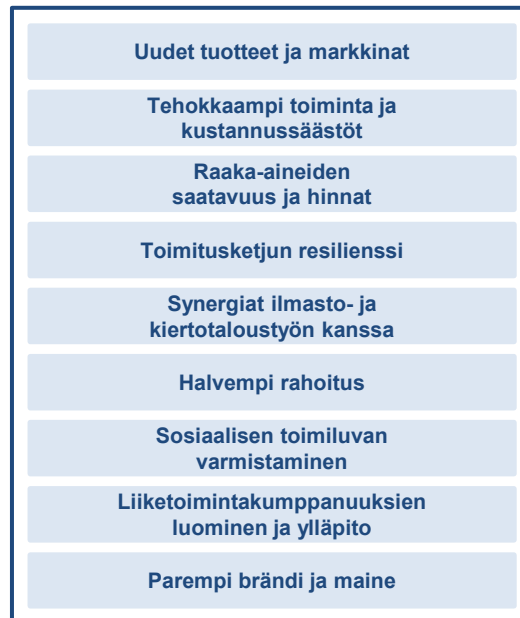 Uudet tuotteet ja markkinat
Tehokkaampi toiminta ja
kustannussäästöt
Raaka-aineiden
saatavuus ja hinnat
Toimitusketjun resilienssi
Synergiat ilmasto- ja
kiertotaloustyön kanssa
Halvempi rahoitus
Sosiaalisen toimiluvan
varmistaminen
Liiketoimintakumppanuuksien
luominen ja ylläpito
Parempi brändi ja maine